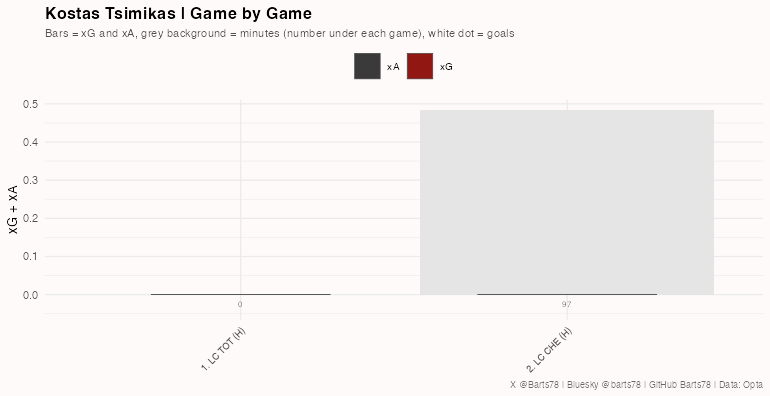 Kostas Tsimikas | Game by Game
Bars = xG and xA, grey background = minutes (number under each game), white dot = goals
xA xG
xG + xA
0.5
0.4
0.3
0.2
0.1
0.0
0 97
1. LC TOT (H) 2. LC CHE (H)
X @Barts78 | Bluesky @barts78 | GitHub Barts78 | Data: Opta